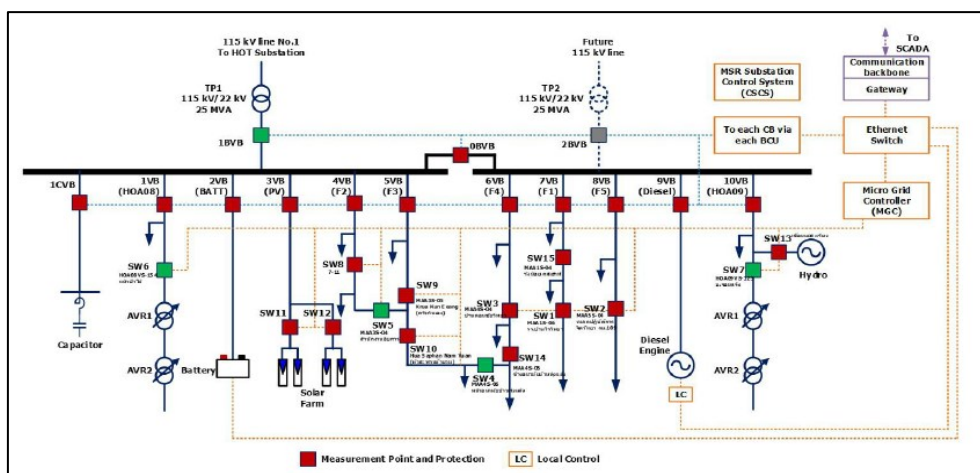 115 kV line No.1
To HOT Substation
Future
115 kV line
To
SCADA
TP1
115 kV/22 kV
25 MVA
TP2
115 kV/22 kV
25 MVA
MSR Substation
Control System
(CSCS)
Communication
backbone
Gateway
1BVB
0BVB
2BVB
To each CB via
each BCU
Ethernet
Switch
1CVB
1VB
(HOA08)
2VB
(BATT)
3VB
(PV)
4VB
(F2)
5VB
(F3)
6VB
(F4)
7VB
(F1)
8VB
(F5)
9VB
(Diesel)
10VB
(HOA09)
Micro Grid
Controller
(MGC)
SW6
SW8
7-11
SW15
SW13
SW7
Hydro
SW9
SW3
SW1
SW2
SW11
SW12
SW5
SW10
SW14
SW4
AVR1
AVR2
Capacitor
Battery
Solar
Farm
Diesel
Engine
LC
AVR1
AVR2
Measurement Point and Protection
LC
Local Control